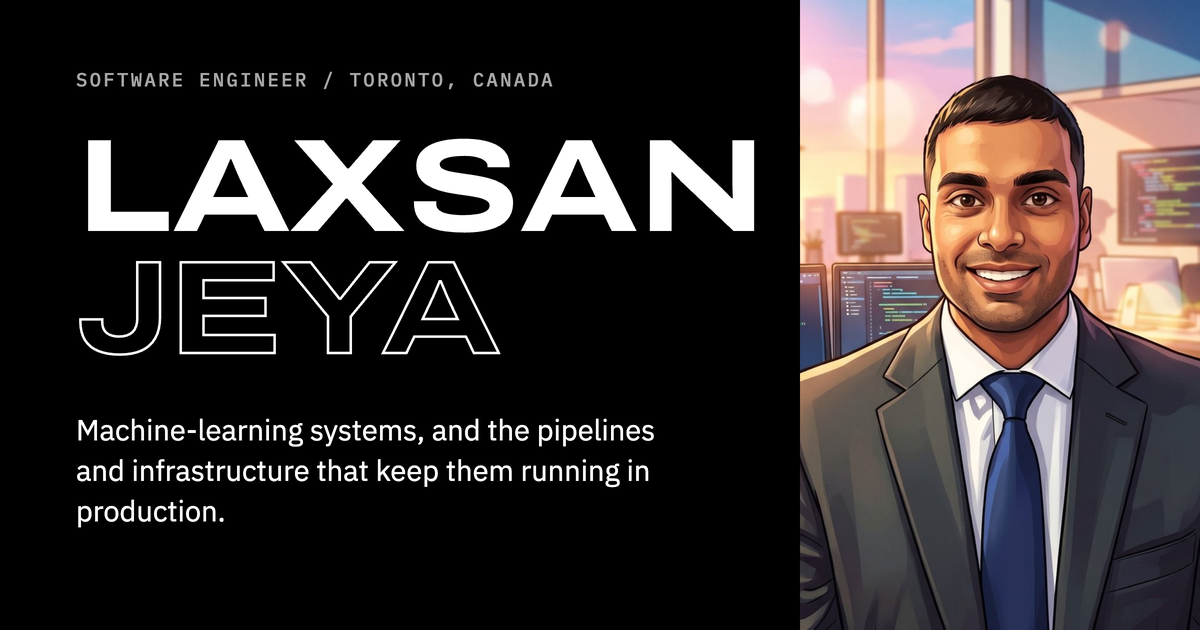 SOFTWARE ENGINEER / TORONTO, CANADA
LAXSAN
JEYA
Machine-learning systems, and the pipelines
and infrastructure that keep them running in
production.